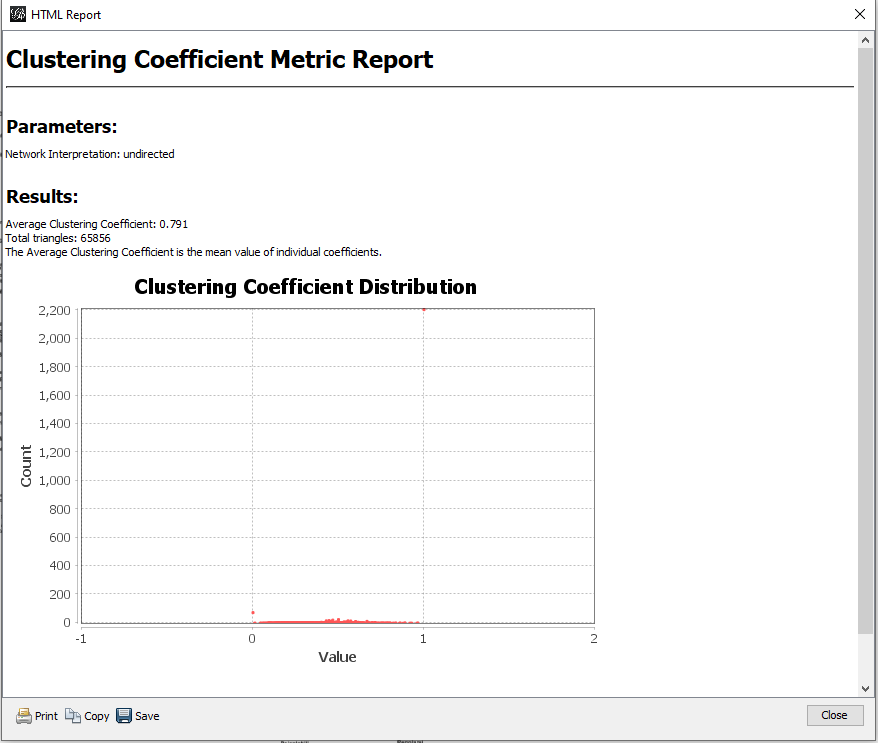 HTML Report
Clustering Coefficient Metric Report
Parameters:
Network Interpretation: undirected
Results:
Average Clustering Coefficient: 0.791
Total triangles: 65856
The Average Clustering Coefficient is the mean value of individual coefficients.
Clustering Coefficient Distribution
2,200
2,000
1,800
1,600
1,400
1,200
1,000
800
600
400
200
0
Count
-1 0 1 2
Value
Print Copy Save Close